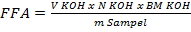 FFA = V KOH x N KOH x BM KOH
m Sampel